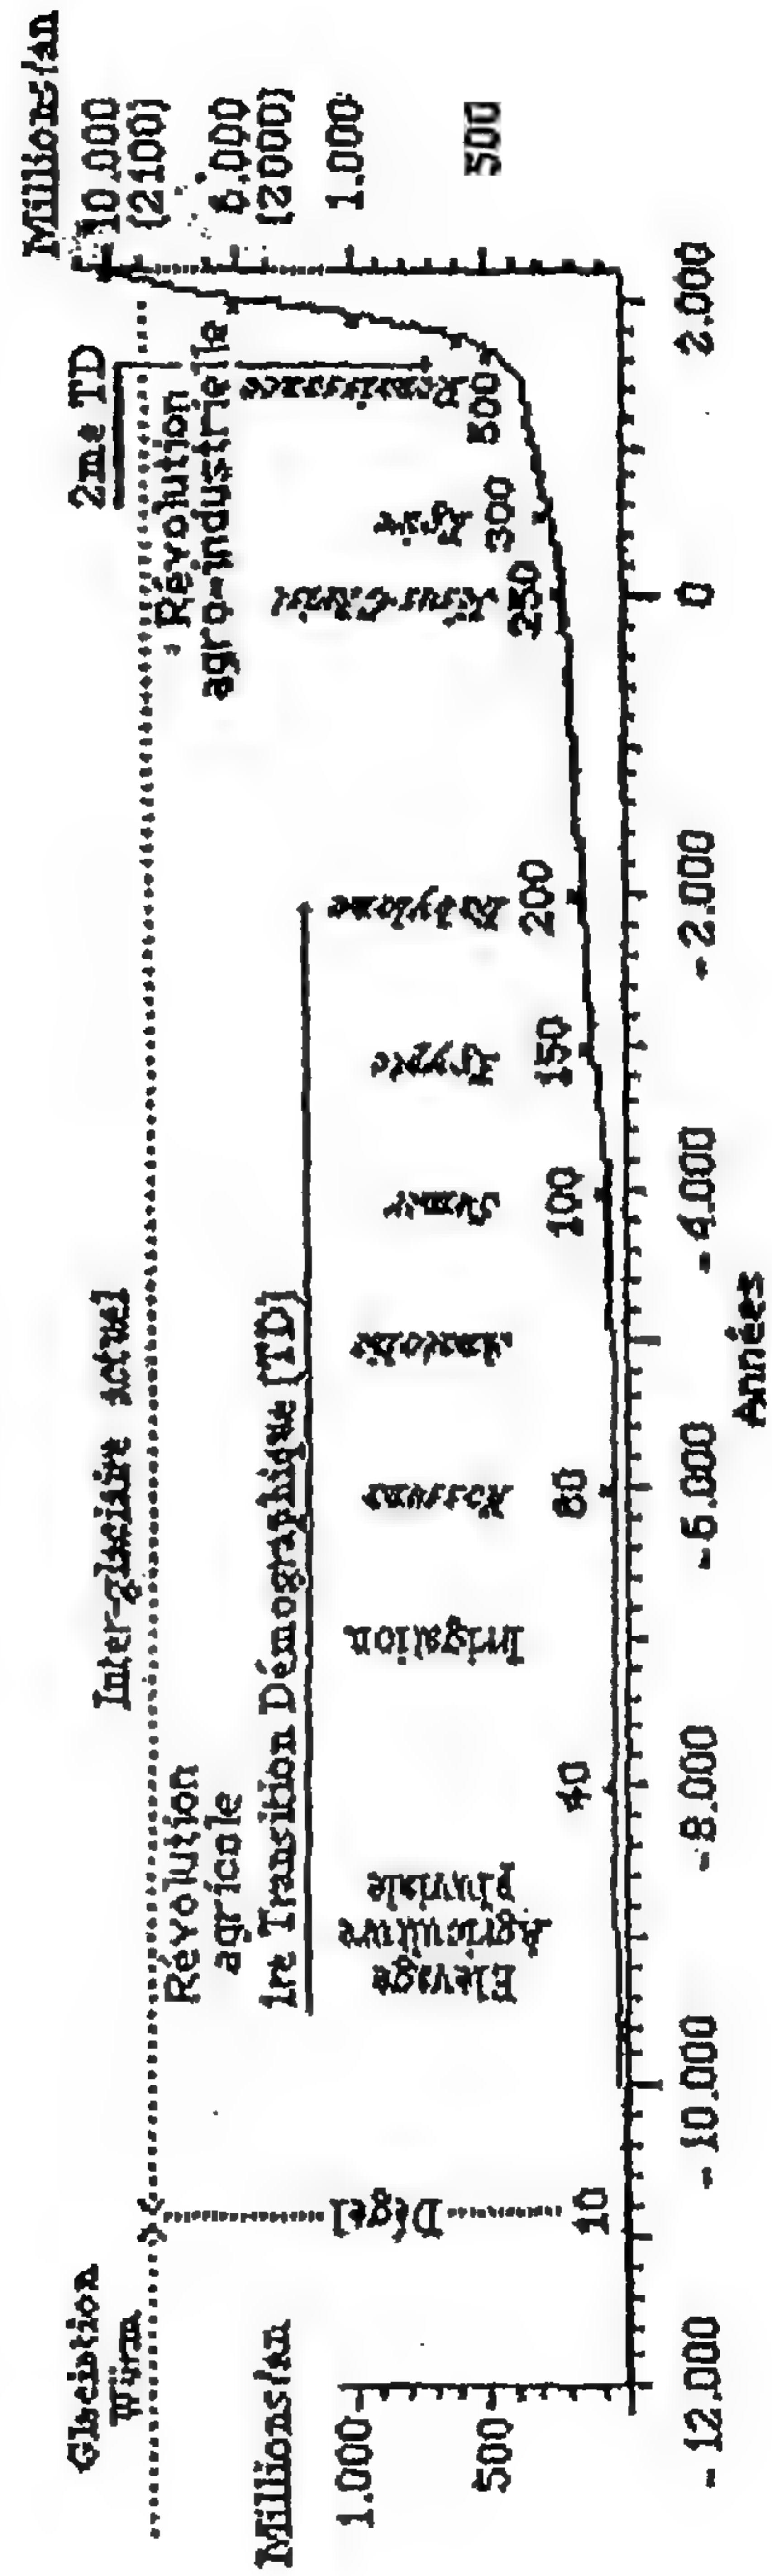 Glaciation
Würm
Inter-glaciaire actuel
2me TD
Millions/an
10.000
(2100)
6.000
(2000)
1.000
500
Révolution
agricole
Révolution
agro-industrielle
1re Transition Démographique (TD)
Millions/an
1.000
500
Dégel
Elevage
Agriculture
pluviale
Irrigation
Sumer
Egypte
Babylone
Jésus-Christ
Renaissance
10
40
80
100
150
200
250
300
500
- 12.000
- 10.000
- 8.000
- 6.000
- 4.000
- 2.000
0
2.000
Années